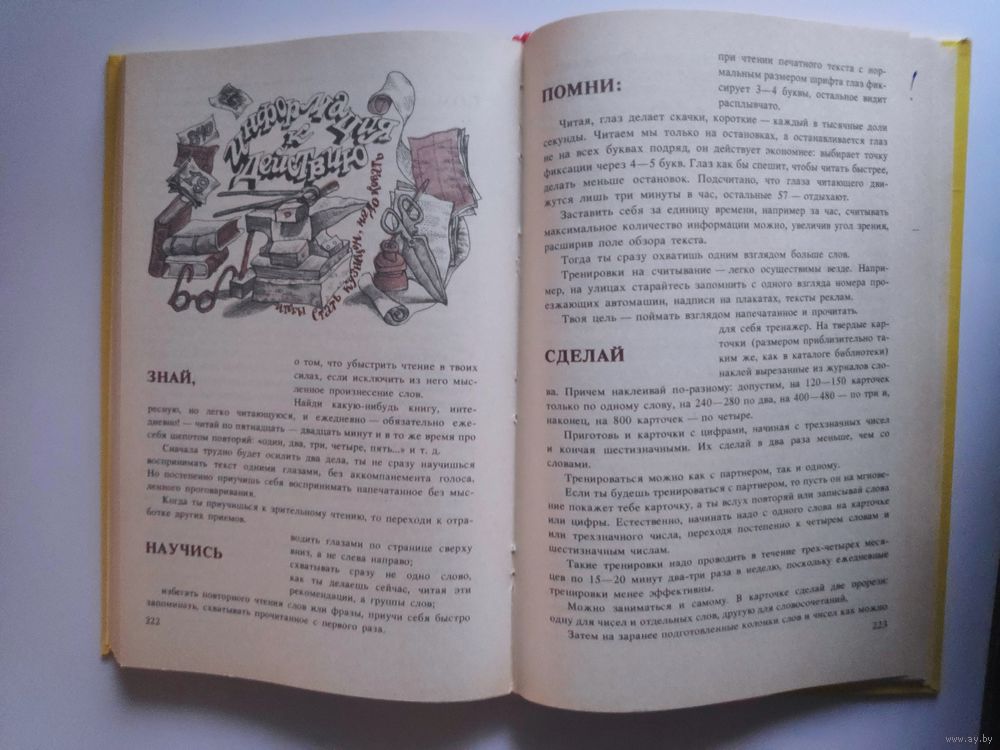 информация
к
действию
чтобы стать кузнецом, надо ковать
ЗНАЙ,
о том, что убыстрить чтение в твоих
силах, если исключить из него мыс-
ленное произнесение слов.
Найди какую-нибудь книгу, инте-
ресную, но легко читающуюся, и ежедневно — обязательно еже-
дневно! — читай по пятнадцать — двадцать минут и в то же время про
себя шепотом повторяй: «один, два, три, четыре, пять...» и т. д.
Сначала трудно будет осилить два дела, ты не сразу научишься
воспринимать текст одними глазами, без аккомпанемента голоса.
Но постепенно приучишь себя воспринимать напечатанное без мыс-
ленного проговаривания.
Когда ты приучишься к зрительному чтению, то переходи к отра-
ботке других приемов.
НАУЧИСЬ
водить глазами по странице сверху
вниз, а не слева направо;
схватывать сразу не одно слово,
как ты делаешь сейчас, читая эти
рекомендации, а группы слов;
избегать повторного чтения слов или фразы, приучи себя быстро
запоминать, схватывать прочитанное с первого раза.
222
ПОМНИ:
при чтении печатного текста с нор-
мальным размером шрифта глаз фик-
сирует 3—4 буквы, остальное видит
расплывчато.
Читая, глаз делает скачки, короткие — каждый в тысячные доли
секунды. Читаем мы только на остановках, а останавливается глаз
не на всех буквах подряд, он действует экономнее: выбирает точку
фиксации через 4—5 букв. Глаз как бы спешит, чтобы читать быстрее,
делать меньше остановок. Подсчитано, что глаза читающего дви-
жутся лишь три минуты в час, остальные 57 — отдыхают.
Заставить себя за единицу времени, например за час, считывать
максимальное количество информации можно, увеличив угол зрения,
расширив поле обзора текста.
Тогда ты сразу охватишь одним взглядом больше слов.
Тренировки на считывание — легко осуществимы везде. Напри-
мер, на улицах старайтесь запомнить с одного взгляда номера про-
езжающих автомашин, надписи на плакатах, тексты реклам.
Твоя цель — поймать взглядом напечатанное и прочитать.
СДЕЛАЙ
для себя тренажер. На твердые кар-
точки (размером приблизительно та-
ким же, как в каталоге библиотеки)
наклей вырезанные из журналов сло-
ва. Причем наклеивай по-разному: допустим, на 120—150 карточек
только по одному слову, на 240—280 по два, на 400—480 — по три и,
наконец, на 800 карточек — по четыре.
Приготовь и карточки с цифрами, начиная с трехзначных чисел
и кончая шестизначными. Их сделай в два раза меньше, чем со
словами.
Тренироваться можно как с партнером, так и одному.
Если ты будешь тренироваться с партнером, то пусть он на мгнове-
ние покажет тебе карточку, а ты вслух повторяй или записывай слова
или цифры. Естественно, начинать надо с одного слова на карточке
или трехзначного числа, переходя постепенно к четырем словам и
шестизначным числам.
Такие тренировки надо проводить в течение трех-четырех меся-
цев по 15—20 минут два-три раза в неделю, поскольку ежедневные
тренировки менее эффективны.
Можно заниматься и самому. В карточке сделай две прорези:
одну для чисел и отдельных слов, другую для словосочетаний.
Затем на заранее подготовленные колонки слов и чисел как можно
223
www.ay.by